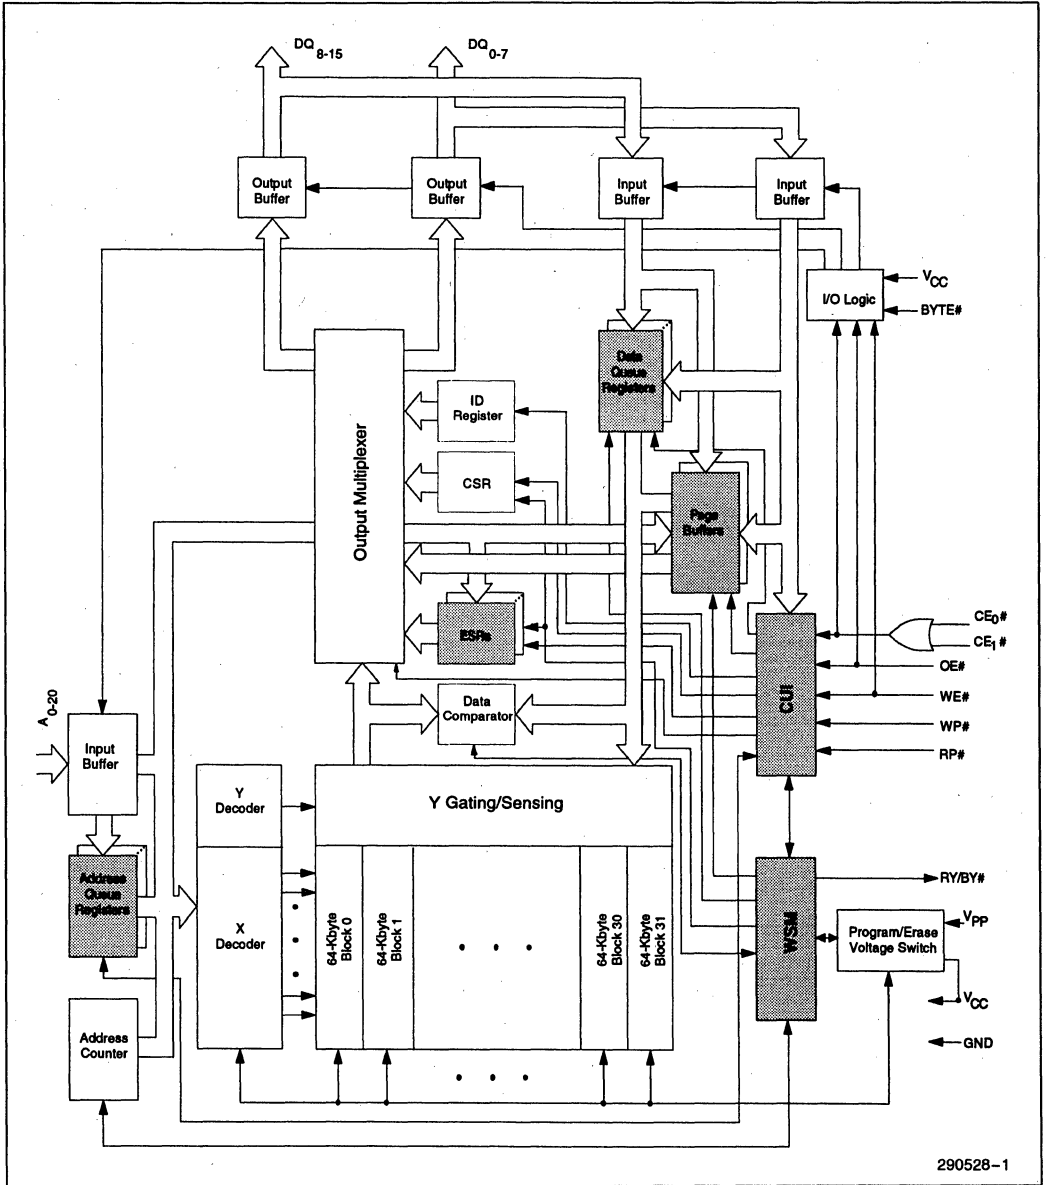 DQ8-15
DQ0-7
Output
Buffer
Output
Buffer
Input
Buffer
Input
Buffer
I/O Logic
VCC
BYTE#
Output Multiplexer
ID
Register
CSR
ESRs
Data
Queue
Registers
Page
Buffers
CE0#
CE1#
OE#
WE#
WP#
RP#
CUI
A0-20
Input
Buffer
Data
Comparator
Y
Decoder
Y Gating/Sensing
Address
Queue
Registers
X
Decoder
64-Kbyte
Block 0
64-Kbyte
Block 1
64-Kbyte
Block 30
64-Kbyte
Block 31
WSM
RY/BY#
Program/Erase
Voltage Switch
VPP
VCC
GND
Address
Counter
290528-1